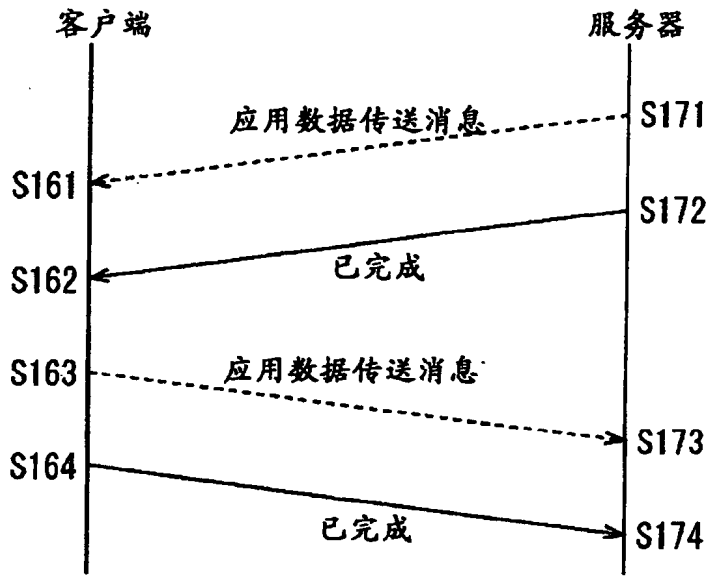 客户端 服务器
应用数据传送消息 S171
S161
S172
已完成
S162
S163 应用数据传送消息
S173
S164
已完成
S174